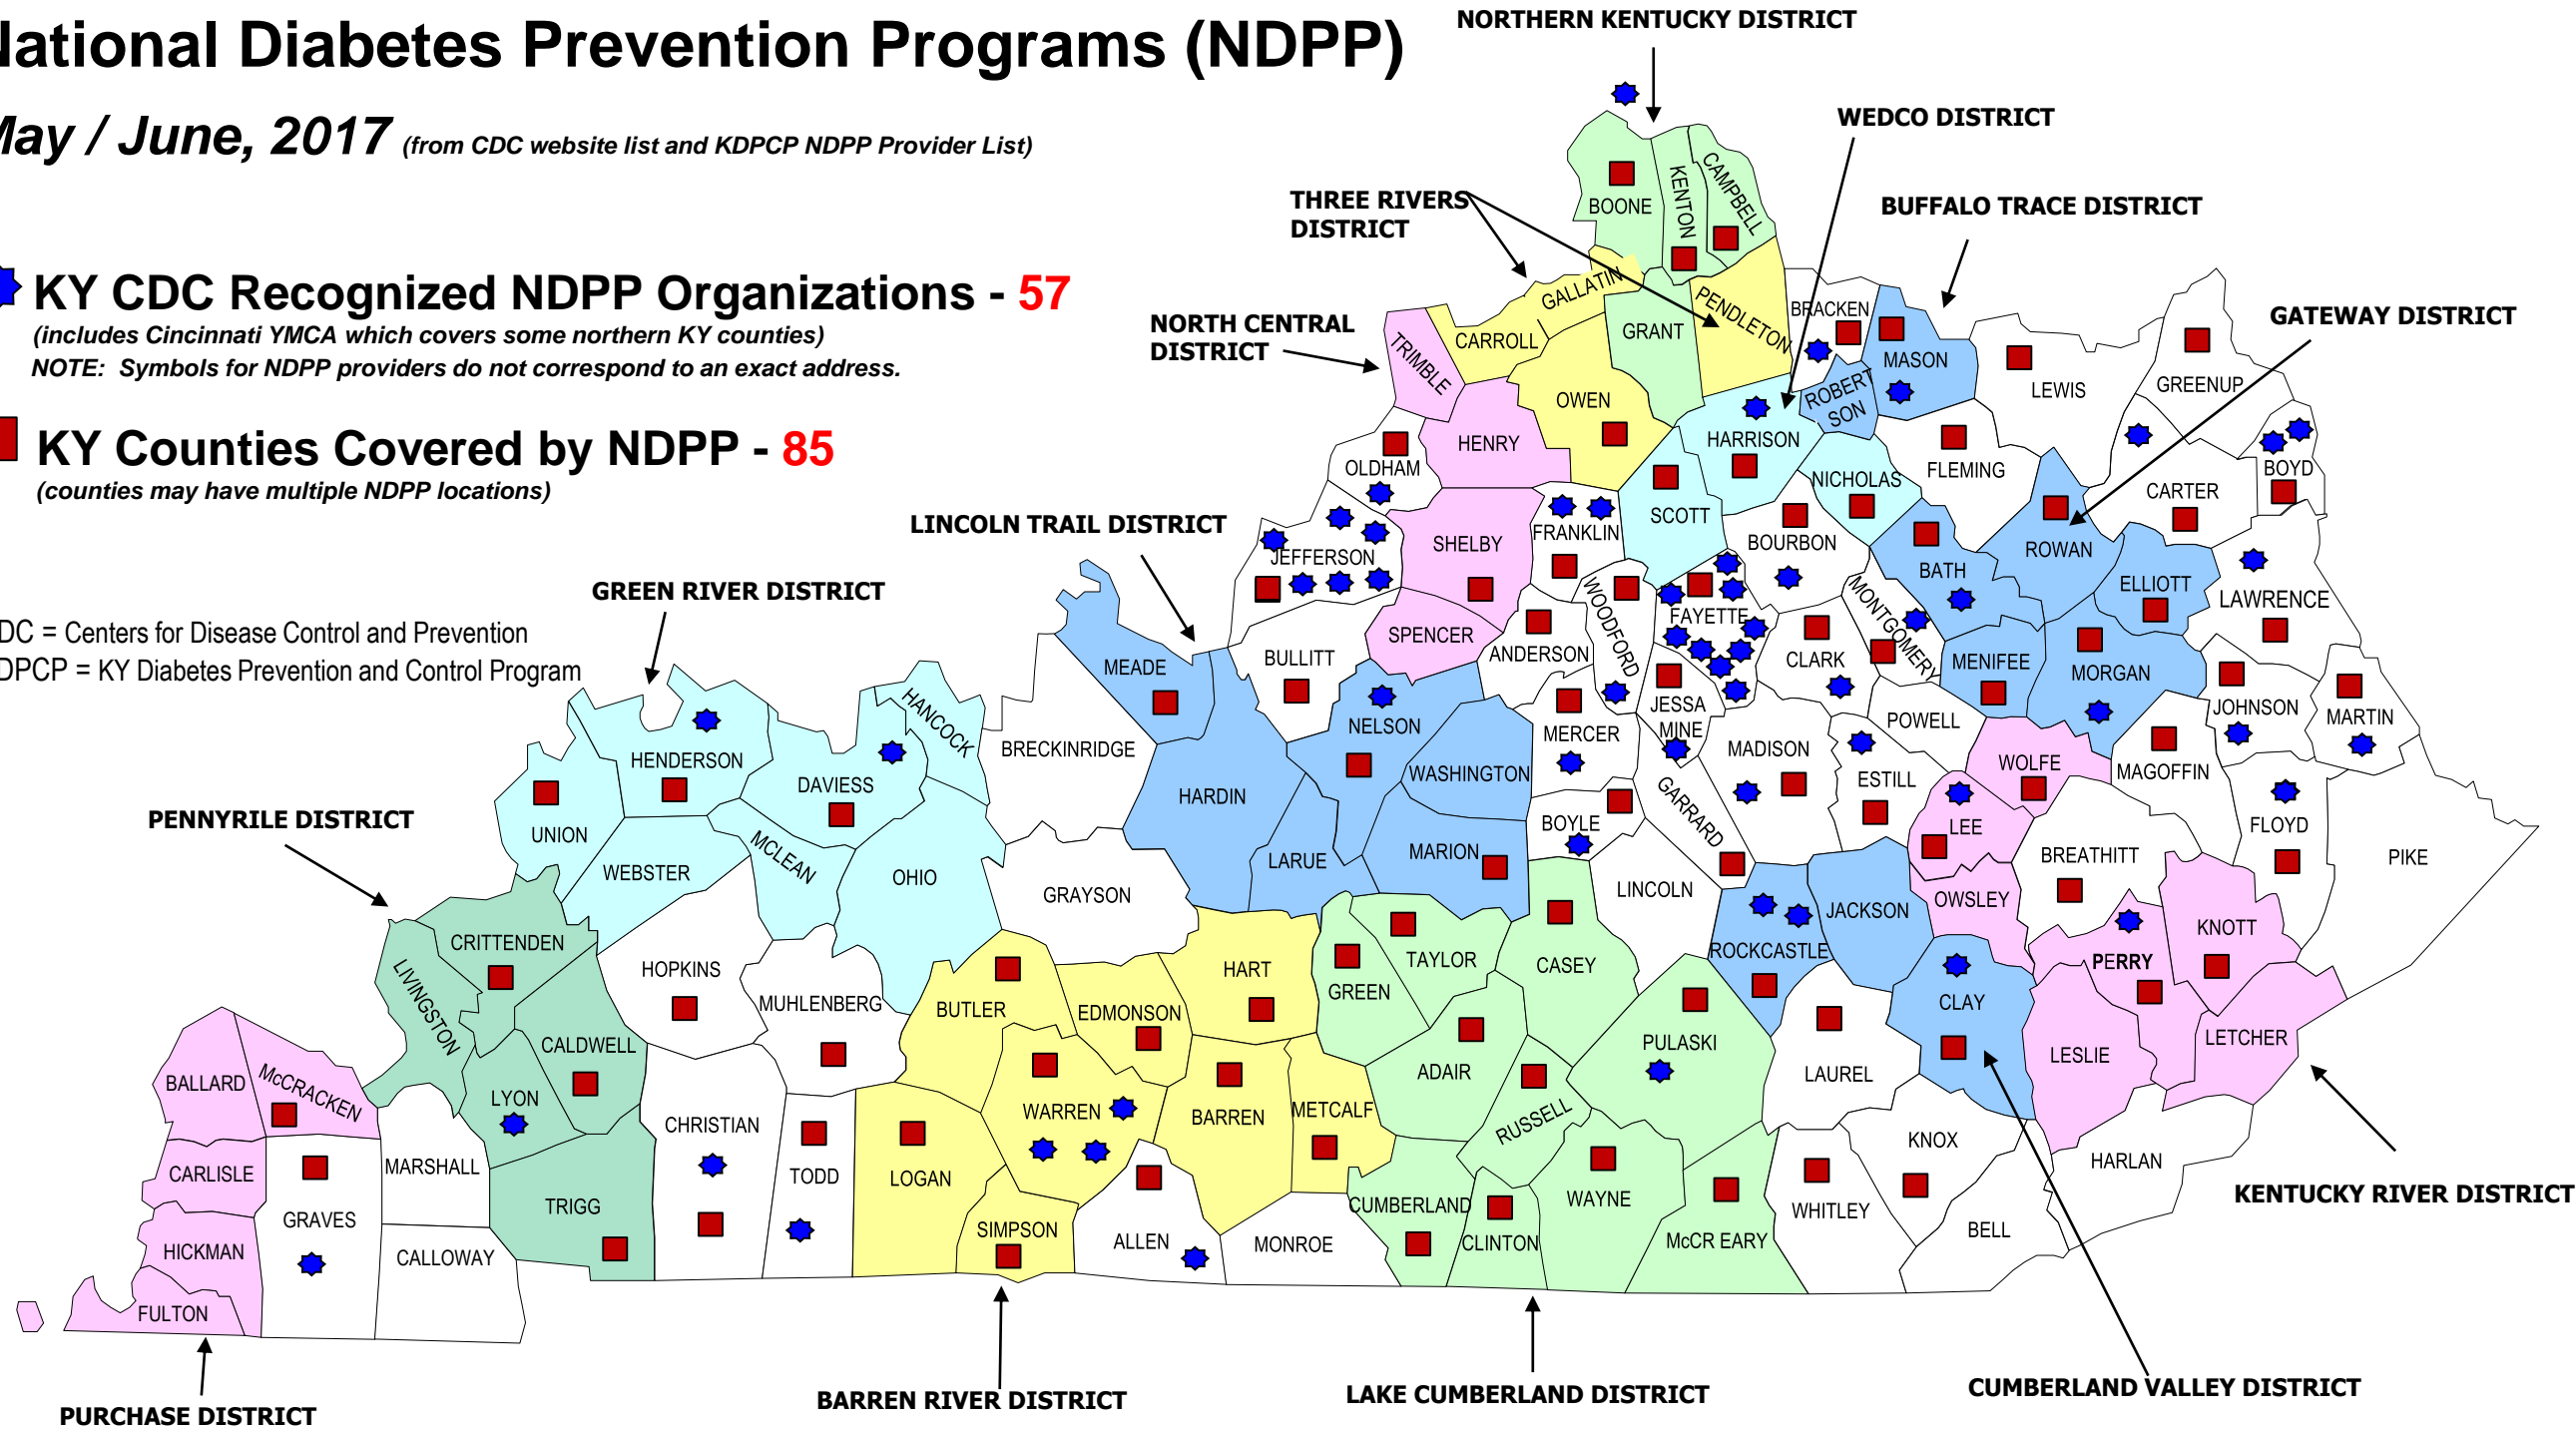 National Diabetes Prevention Programs (NDPP)
May / June, 2017 (from CDC website list and KDPCP NDPP Provider List)
KY CDC Recognized NDPP Organizations - 57
(includes Cincinnati YMCA which covers some northern KY counties)
NOTE: Symbols for NDPP providers do not correspond to an exact address.
KY Counties Covered by NDPP - 85
(counties may have multiple NDPP locations)
DC = Centers for Disease Control and Prevention
DPCP = KY Diabetes Prevention and Control Program
NORTHERN KENTUCKY DISTRICT
WEDCO DISTRICT
THREE RIVERS
DISTRICT
BUFFALO TRACE DISTRICT
NORTH CENTRAL
DISTRICT
GATEWAY DISTRICT
LINCOLN TRAIL DISTRICT
GREEN RIVER DISTRICT
PENNYRILE DISTRICT
PURCHASE DISTRICT
BARREN RIVER DISTRICT
LAKE CUMBERLAND DISTRICT
CUMBERLAND VALLEY DISTRICT
KENTUCKY RIVER DISTRICT
BOONE
KENTON
CAMPBELL
GALLATIN
CARROLL
GRANT
PENDLETON
BRACKEN
MASON
ROBERT
SON
LEWIS
GREENUP
TRIMBLE
OWEN
HENRY
HARRISON
NICHOLAS
FLEMING
CARTER
BOYD
OLDHAM
JEFFERSON
SHELBY
FRANKLIN
SCOTT
BOURBON
BATH
ROWAN
ELLIOTT
LAWRENCE
SPENCER
BULLITT
ANDERSON
WOODFORD
FAYETTE
CLARK
MONTGOMERY
MENIFEE
MORGAN
JOHNSON
MARTIN
MEADE
BRECKINRIDGE
HARDIN
NELSON
WASHINGTON
MERCER
JESSA
MINE
MADISON
POWELL
ESTILL
WOLFE
MAGOFFIN
FLOYD
PIKE
HANCOCK
HENDERSON
DAVIESS
UNION
WEBSTER
MCLEAN
OHIO
GRAYSON
LARUE
MARION
BOYLE
GARRARD
LINCOLN
LEE
OWSLEY
BREATHITT
KNOTT
PERRY
ROCKCASTLE
JACKSON
CLAY
LESLIE
LETCHER
CRITTENDEN
LIVINGSTON
HOPKINS
MUHLENBERG
BUTLER
EDMONSON
HART
GREEN
TAYLOR
CASEY
PULASKI
LAUREL
CALDWELL
LYON
BALLARD
McCRACKEN
CARLISLE
HICKMAN
FULTON
GRAVES
MARSHALL
CALLOWAY
TRIGG
CHRISTIAN
TODD
LOGAN
WARREN
SIMPSON
ALLEN
BARREN
METCALF
MONROE
ADAIR
RUSSELL
CUMBERLAND
CLINTON
WAYNE
McCR EARY
WHITLEY
KNOX
BELL
HARLAN